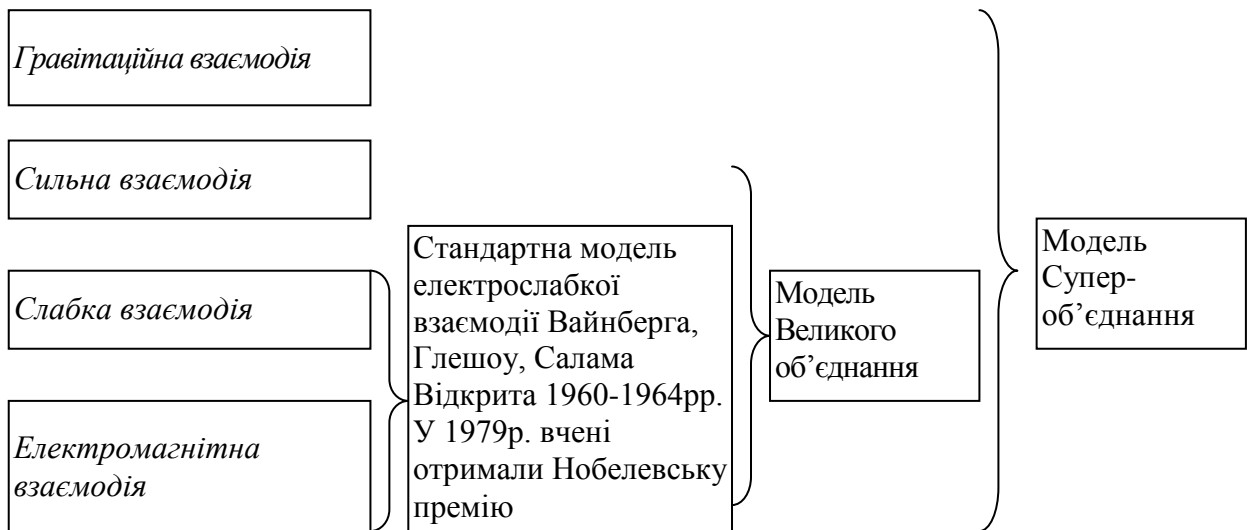 Гравітаційна взаємодія
Сильна взаємодія
Слабка взаємодія
Електромагнітна
взаємодія
Стандартна модель
електрослабкої
взаємодії Вайнберга,
Глешоу, Салама
Відкрита 1960-1964рр.
У 1979р. вчені
отримали Нобелевську
премію
Модель
Великого
об’єднання
Модель
Супер-
об’єднання